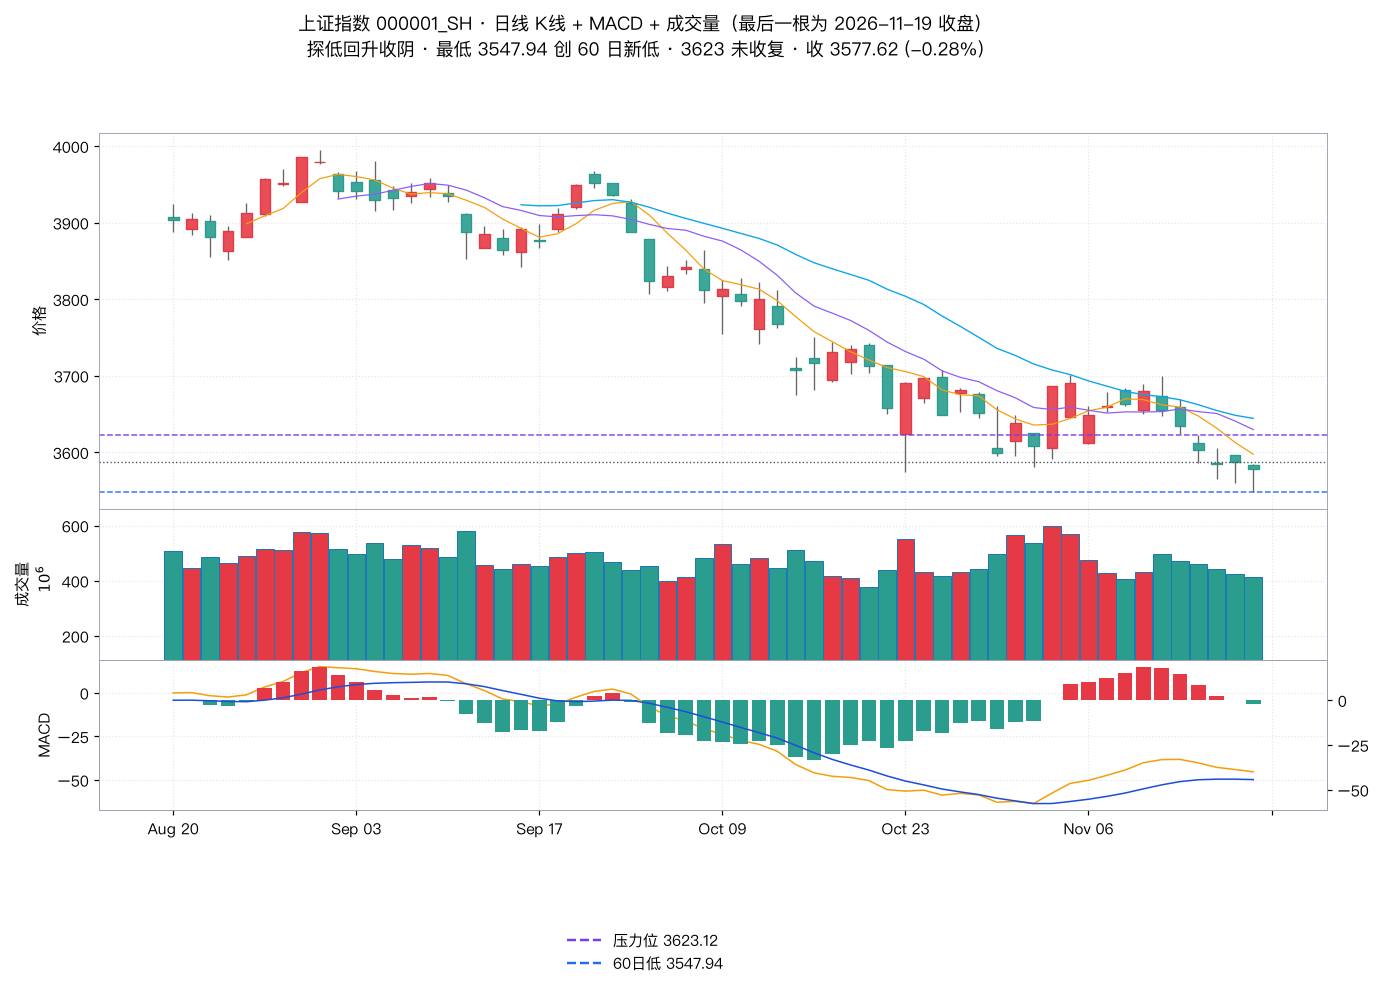 上证指数 000001_SH · 日线 K线 + MACD + 成交量（最后一根为 2026−11−19 收盘）
探低回升收阴 · 最低 3547.94 创 60 日新低 · 3623 未收复 · 收 3577.62 (−0.28%)
4000
3900
3800
3700
3600
价格
600
400
200
成交量
10⁶
0
−25
−50
MACD
0
−25
−50
Aug 20
Sep 03
Sep 17
Oct 09
Oct 23
Nov 06
压力位 3623.12
60日低 3547.94